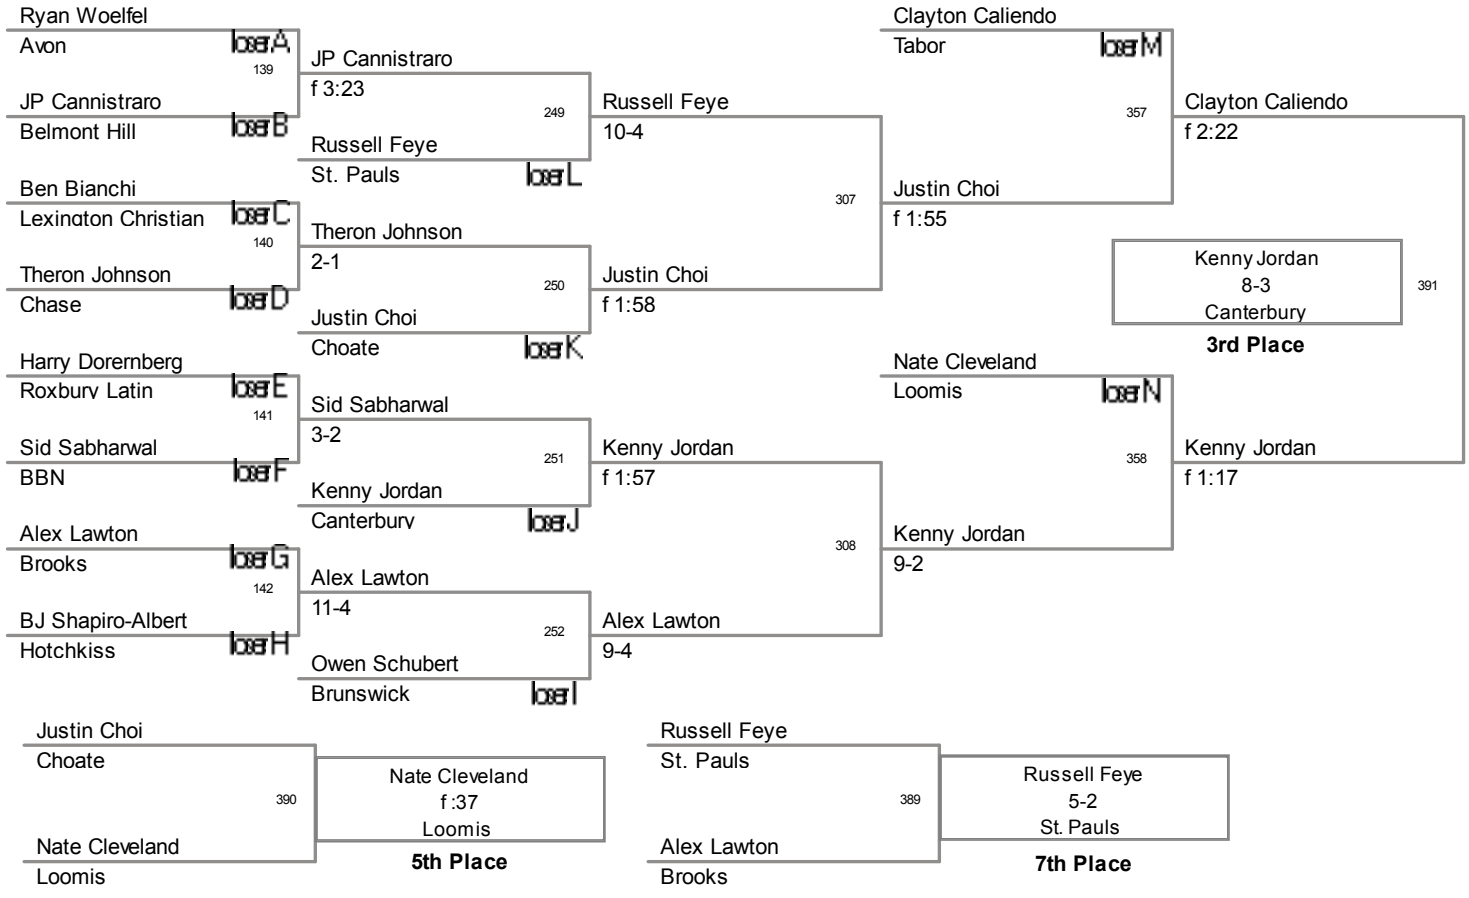 Ryan Woelfel
Avon
loser A
139
JP Cannistraro
Belmont Hill
loser B
JP Cannistraro
f 3:23
249
Russell Feye
St. Pauls
loser L
Ben Bianchi
Lexington Christian
loser C
140
Theron Johnson
Chase
loser D
Theron Johnson
2-1
250
Justin Choi
Choate
loser K
Harry Dorernberg
Roxbury Latin
loser E
141
Sid Sabharwal
BBN
loser F
Sid Sabharwal
3-2
251
Kenny Jordan
Canterbury
loser J
Alex Lawton
Brooks
loser G
142
BJ Shapiro-Albert
Hotchkiss
loser H
Alex Lawton
11-4
252
Owen Schubert
Brunswick
loser I
Russell Feye
10-4
307
Justin Choi
f 1:58
Kenny Jordan
f 1:57
308
Alex Lawton
9-4
Clayton Caliendo
Tabor
loser M
357
Justin Choi
f 1:55
Nate Cleveland
Loomis
loser N
358
Kenny Jordan
9-2
Clayton Caliendo
f 2:22
391
Kenny Jordan
f 1:17
Kenny Jordan
8-3
Canterbury
3rd Place
Justin Choi
Choate
390
Nate Cleveland
Loomis
Nate Cleveland
f :37
Loomis
5th Place
Russell Feye
St. Pauls
389
Alex Lawton
Brooks
Russell Feye
5-2
St. Pauls
7th Place